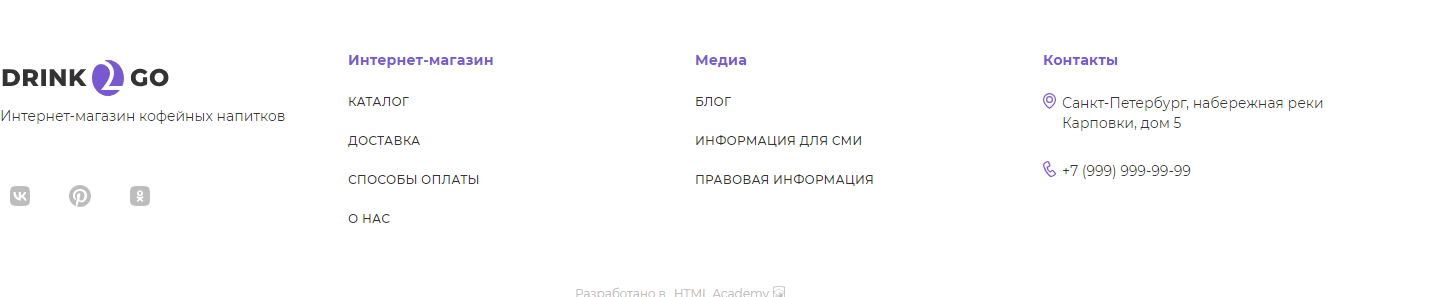 DRINK 2 GO
Интернет-магазин кофейных напитков
Интернет-магазин
КАТАЛОГ
ДОСТАВКА
СПОСОБЫ ОПЛАТЫ
О НАС
Медиа
БЛОГ
ИНФОРМАЦИЯ ДЛЯ СМИ
ПРАВОВАЯ ИНФОРМАЦИЯ
Контакты
Санкт-Петербург, набережная реки
Карповки, дом 5
+7 (999) 999-99-99
Разработано в HTML Academy